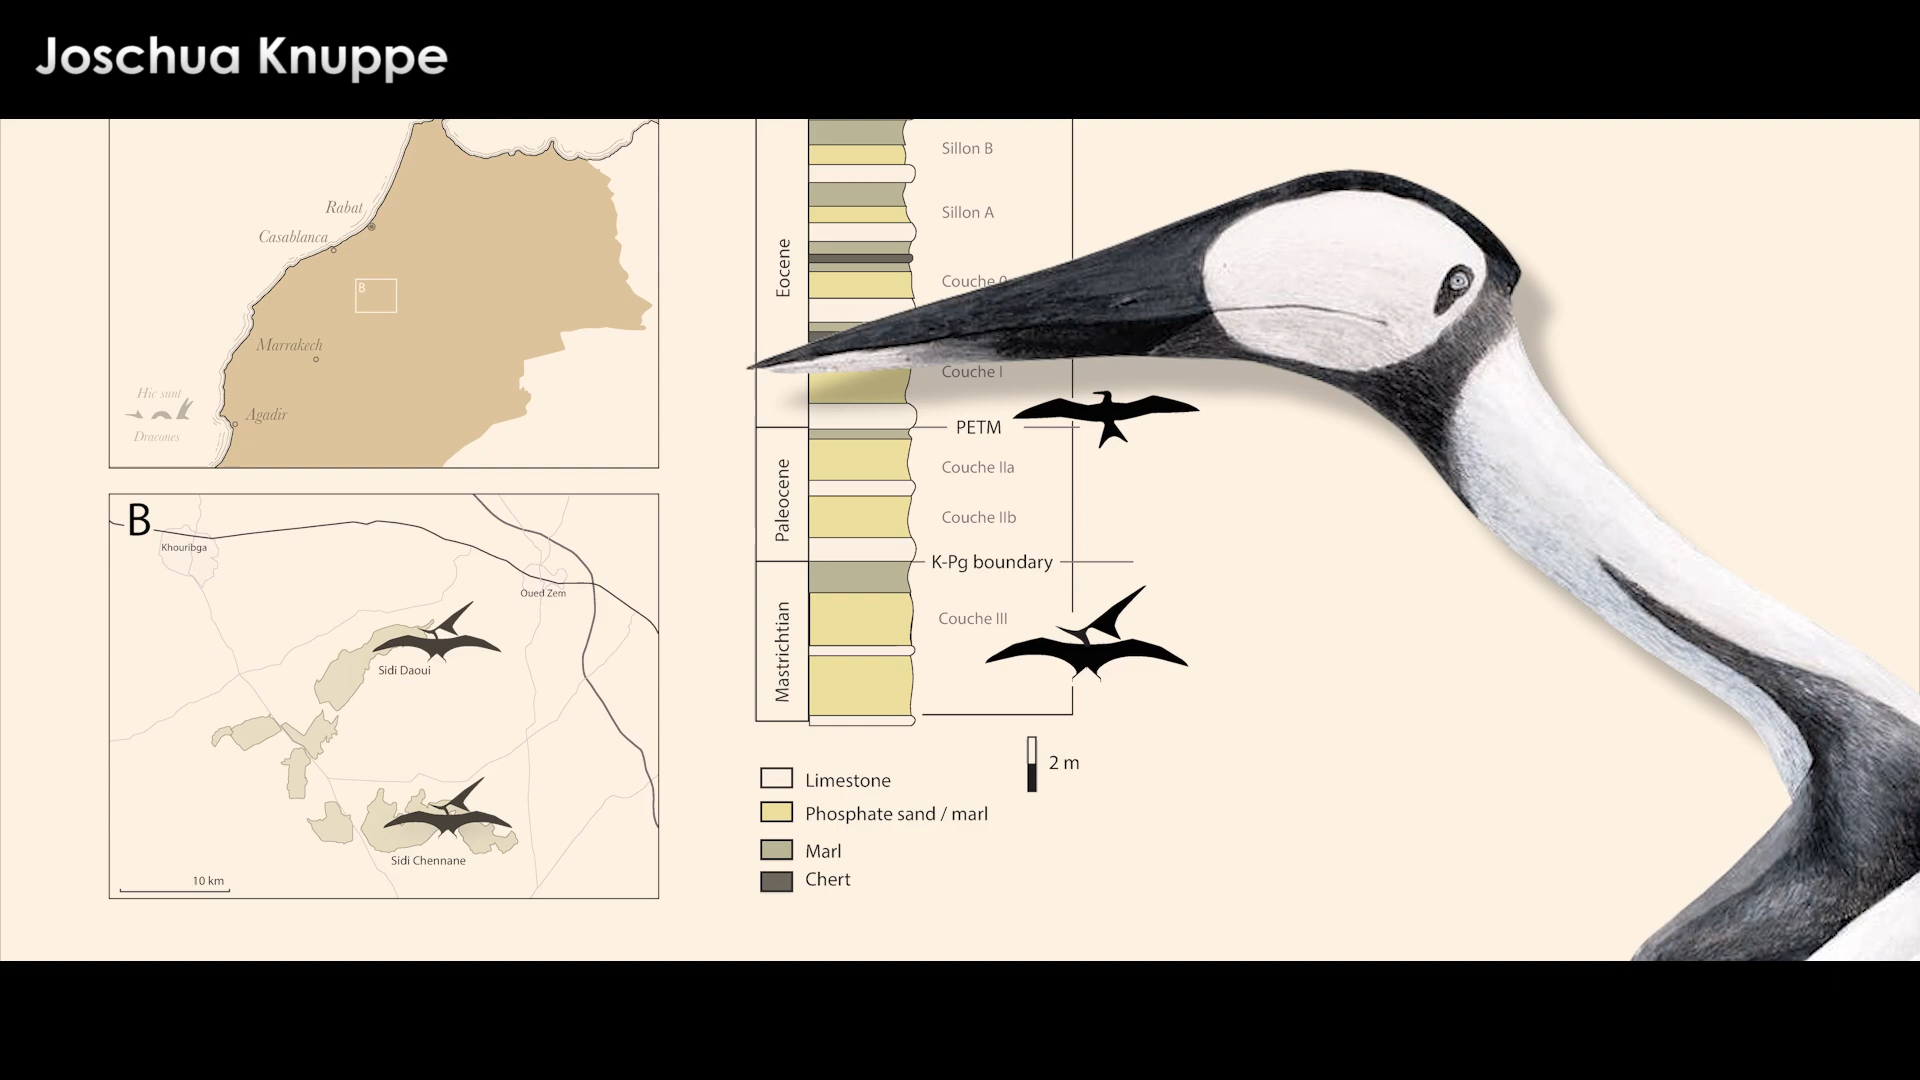 Joschua Knuppe
Rabat
Casablanca
B
Marrakech
Hic sunt
Dracones
Agadir
B
Khouribga
Oued Zem
Sidi Daoui
Sidi Chennane
10 km
Eocene
Paleocene
Mastrichtian
Sillon B
Sillon A
Couche
Couche I
PETM
Couche IIa
Couche IIb
K-Pg boundary
Couche III
2 m
Limestone
Phosphate sand / marl
Marl
Chert